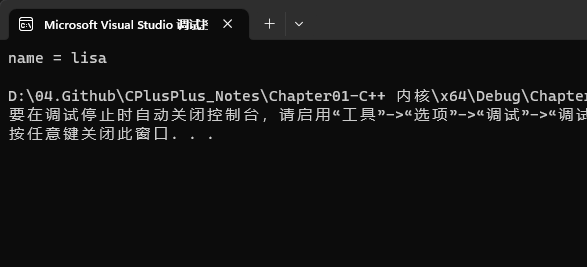 Microsoft Visual Studio 调试
name = lisa
D:\04.Github\CPlusPlus_Notes\Chapter01-C++ 内核\x64\Debug\Chapter
要在调试停止时自动关闭控制台，请启用“工具”->“选项”->“调试”->“调试
按任意键关闭此窗口. . .